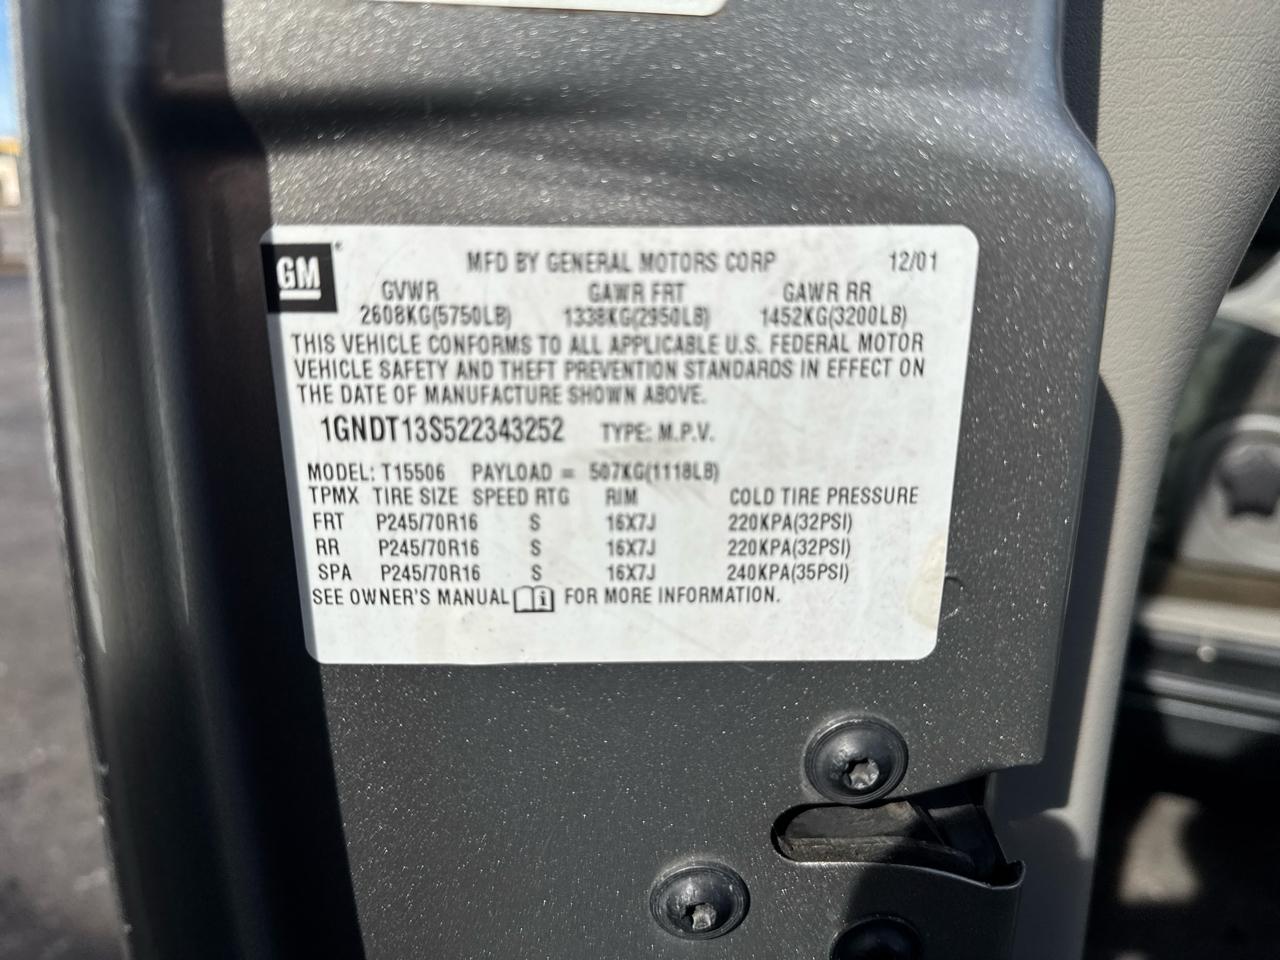 GM®
MFD BY GENERAL MOTORS CORP 12/01
GVWR GAWR FRT GAWR RR
2608KG(5750LB) 1338KG(2950LB) 1452KG(3200LB)
THIS VEHICLE CONFORMS TO ALL APPLICABLE U.S. FEDERAL MOTOR
VEHICLE SAFETY AND THEFT PREVENTION STANDARDS IN EFFECT ON
THE DATE OF MANUFACTURE SHOWN ABOVE.
1GNDT13S522343252 TYPE: M.P.V.
MODEL: T15506 PAYLOAD = 507KG(1118LB)
TPMX TIRE SIZE SPEED RTG RIM COLD TIRE PRESSURE
FRT P245/70R16 S 16X7J 220KPA(32PSI)
RR P245/70R16 S 16X7J 220KPA(32PSI)
SPA P245/70R16 S 16X7J 240KPA(35PSI)
SEE OWNER'S MANUAL i FOR MORE INFORMATION.